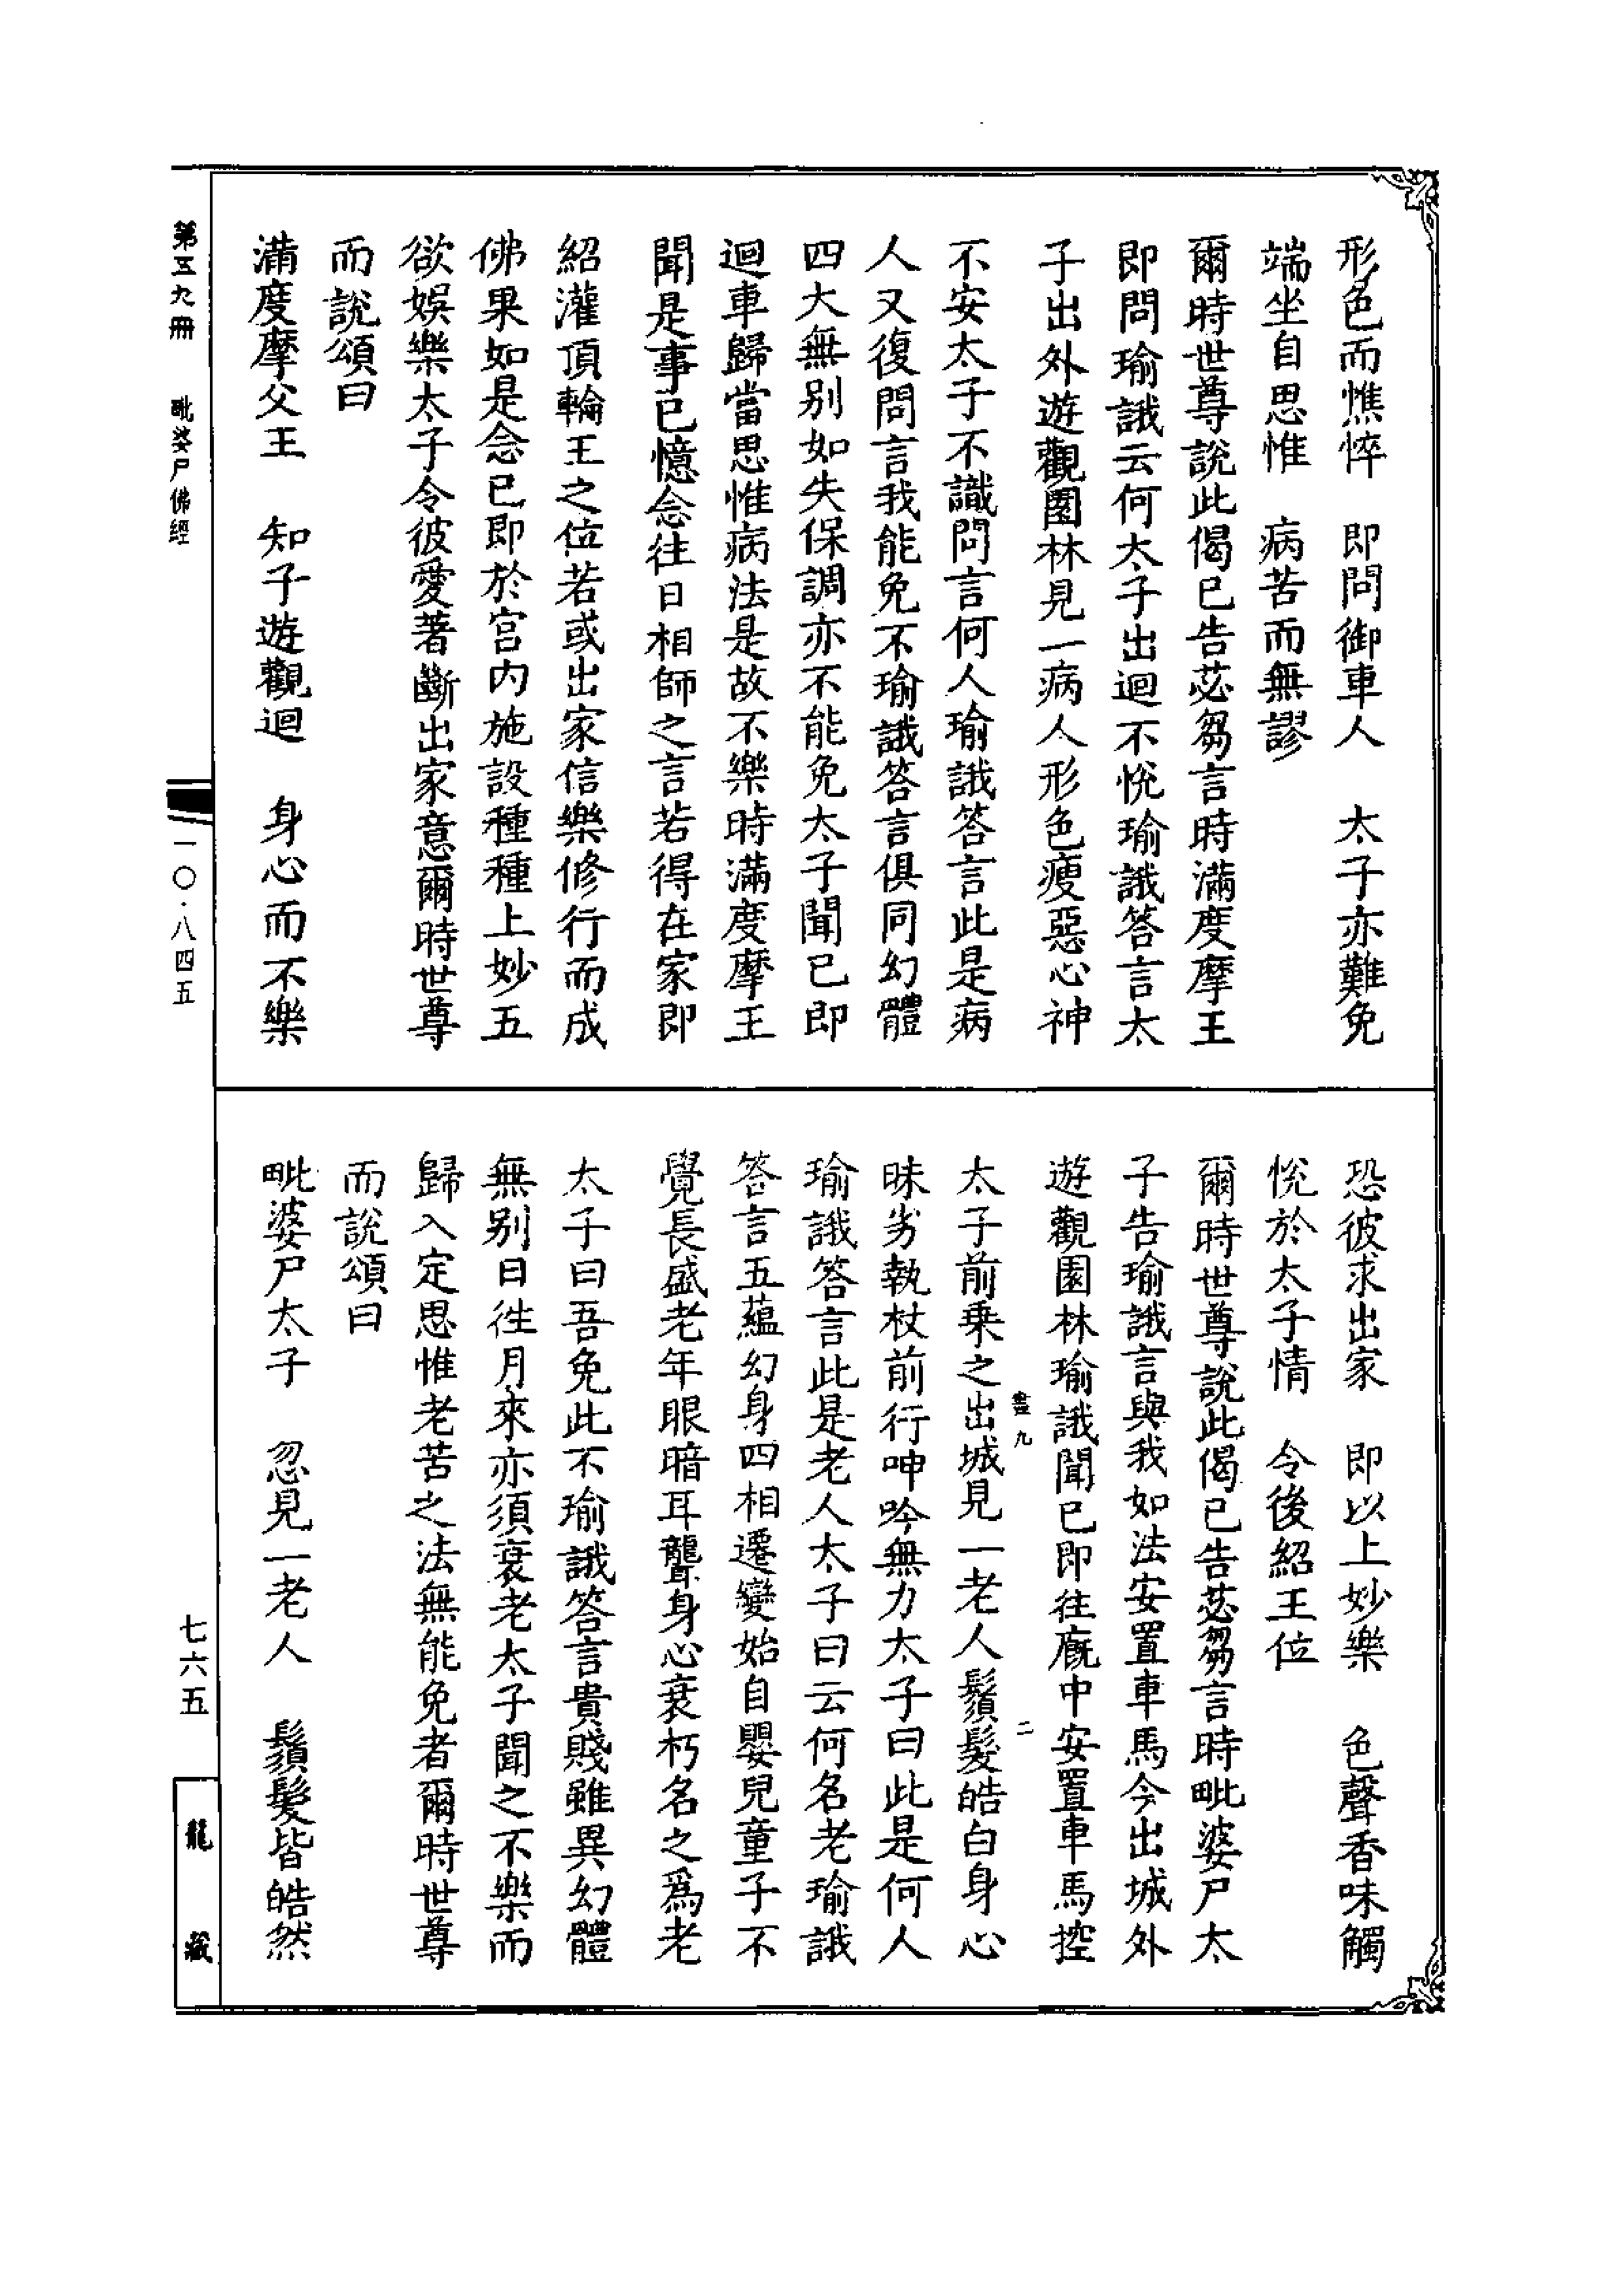 形色而憔悴　即問御車人　太子亦難免
端坐自思惟　病苦而無謬
爾時世尊說此偈已告苾芻言時滿度摩王
即問瑜誐云何太子出迴不悅瑜誐答言太
子出外遊觀園林見一病人形色瘦惡心神
不安太子不識問言何人瑜誐答言此是病
人又復問言我能免不瑜誐答言俱同幻體
四大無別如失保調亦不能免太子聞已即
迴車歸當思惟病法是故不樂時滿度摩王
聞是事已憶念往日相師之言若得在家即
紹灌頂輪王之位若或出家信樂修行而成
佛果如是念已即於宮內施設種種上妙五
欲娛樂太子令彼愛著斷出家意爾時世尊
而說頌曰
滿度摩父王　知子遊觀迴　身心而不樂
恐彼求出家　即以上妙樂　色聲香味觸
悅於太子情　令後紹王位
爾時世尊說此偈已告苾芻言時毗婆尸太
子告瑜誐言與我如法安置車馬今出城外
遊觀園林瑜誐聞已即往廐中安置車馬控
太子前乘之出城見一老人鬚髮皓白身心
昧劣執杖前行呻吟無力太子曰此是何人
瑜誐答言此是老人太子曰云何名老瑜誐
答言五蘊幻身四相遷變始自嬰兒童子不
覺長盛老年眼暗耳聾身心衰朽名之為老
太子曰吾免此不瑜誐答言貴賤雖異幻體
無別日往月來亦須衰老太子聞之不樂而
歸入定思惟老苦之法無能免者爾時世尊
而說頌曰
毗婆尸太子　忽見一老人　鬚髮皆皓然
第五九冊　毗婆尸佛經
一〇·八四五
七六五
龍藏
九
二